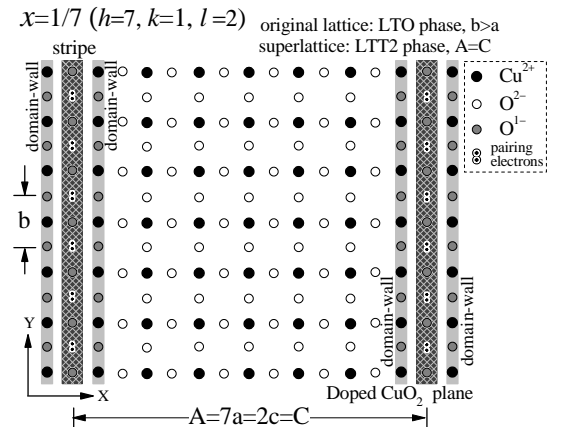 x=1/7 (h=7, k=1, l=2)
original lattice: LTO phase, b>a
superlattice: LTT2 phase, A=C
stripe
domain-wall
domain-wall
Cu²⁺
O²⁻
O¹⁻
pairing
electrons
b
domain-wall
domain-wall
Y
X
Doped CuO₂ plane
A=7a=2c=C